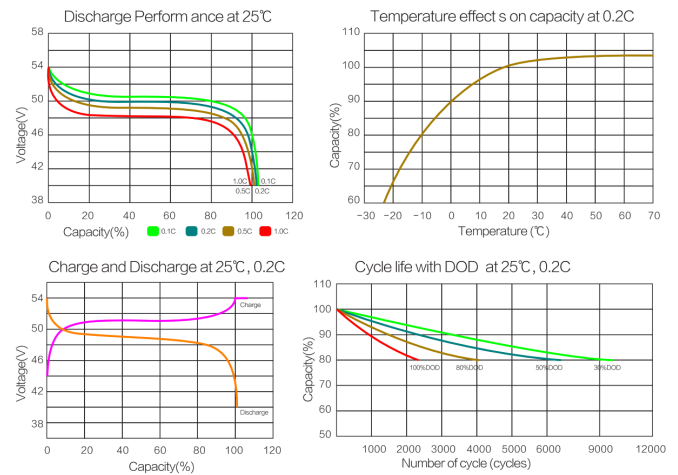 Discharge Perform ance at 25℃
58
54
50
46
42
38
Voltage(V)
0 20 40 60 80 100 120
1.0C 0.1C
0.5C 0.2C
Capacity(%)
0.1C 0.2C 0.5C 1.0C
Temperature effect s on capacity at 0.2C
110
100
90
80
70
60
Capacity(%)
-30 -20 -10 0 10 20 30 40 50 60 70
Temperature (℃)
Charge and Discharge at 25℃, 0.2C
54
50
46
42
38
Voltage(V)
Charge
Discharge
0 20 40 60 80 100 120
Capacity(%)
Cycle life with DOD at 25℃, 0.2C
110
100
90
80
70
60
50
Capacity(%)
100%DOD 80%DOD 50%DOD 30%DOD
1000 2000 3000 4000 5000 6000 9000 12000
Number of cycle (cycles)